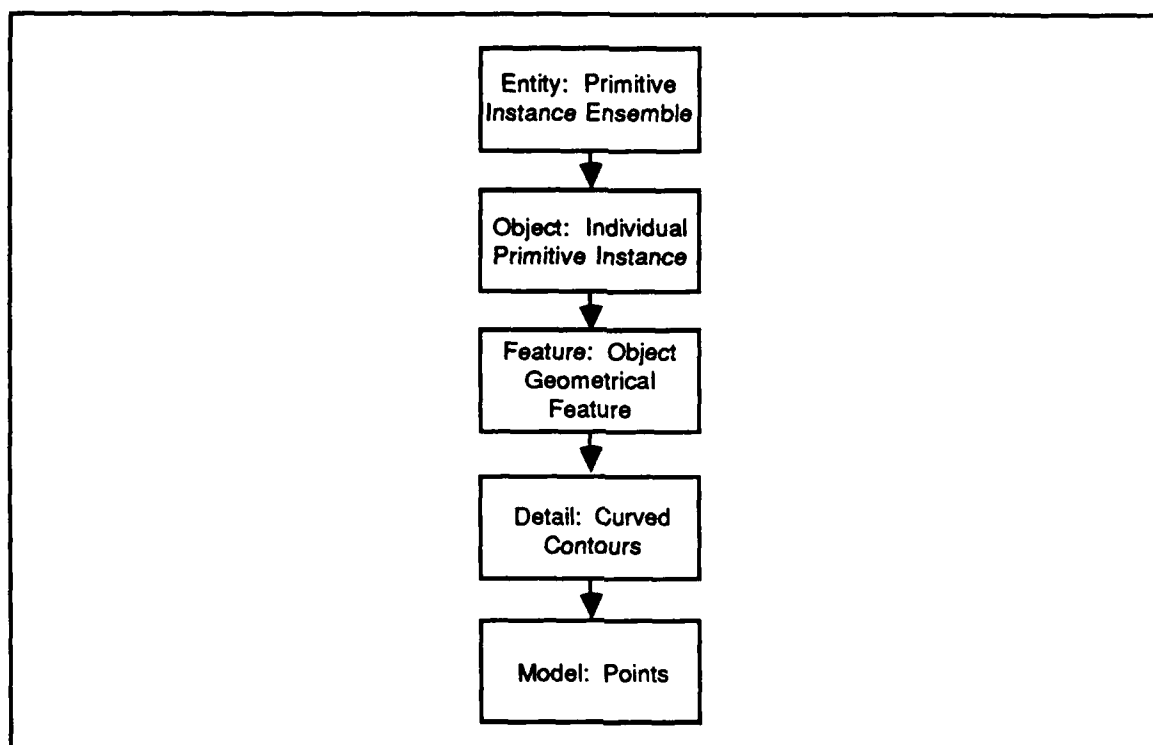 Entity: Primitive
Instance Ensemble
Object: Individual
Primitive Instance
Feature: Object
Geometrical
Feature
Detail: Curved
Contours
Model: Points